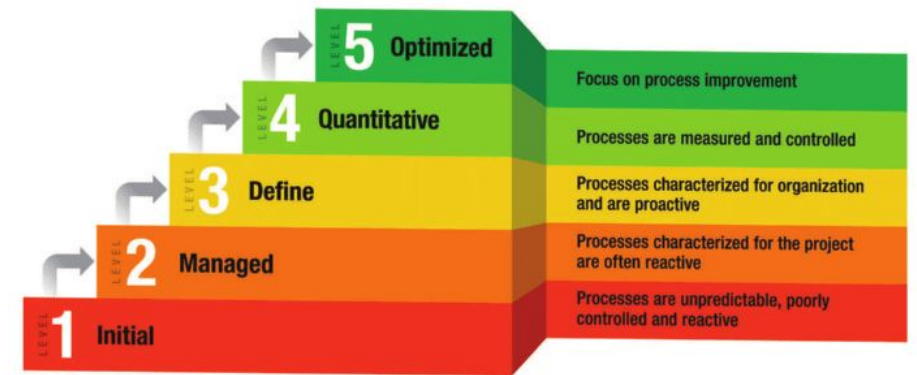 LEVEL 5 Optimized
Focus on process improvement
LEVEL 4 Quantitative
Processes are measured and controlled
LEVEL 3 Define
Processes characterized for organization
and are proactive
LEVEL 2 Managed
Processes characterized for the project
are often reactive
LEVEL 1 Initial
Processes are unpredictable, poorly
controlled and reactive